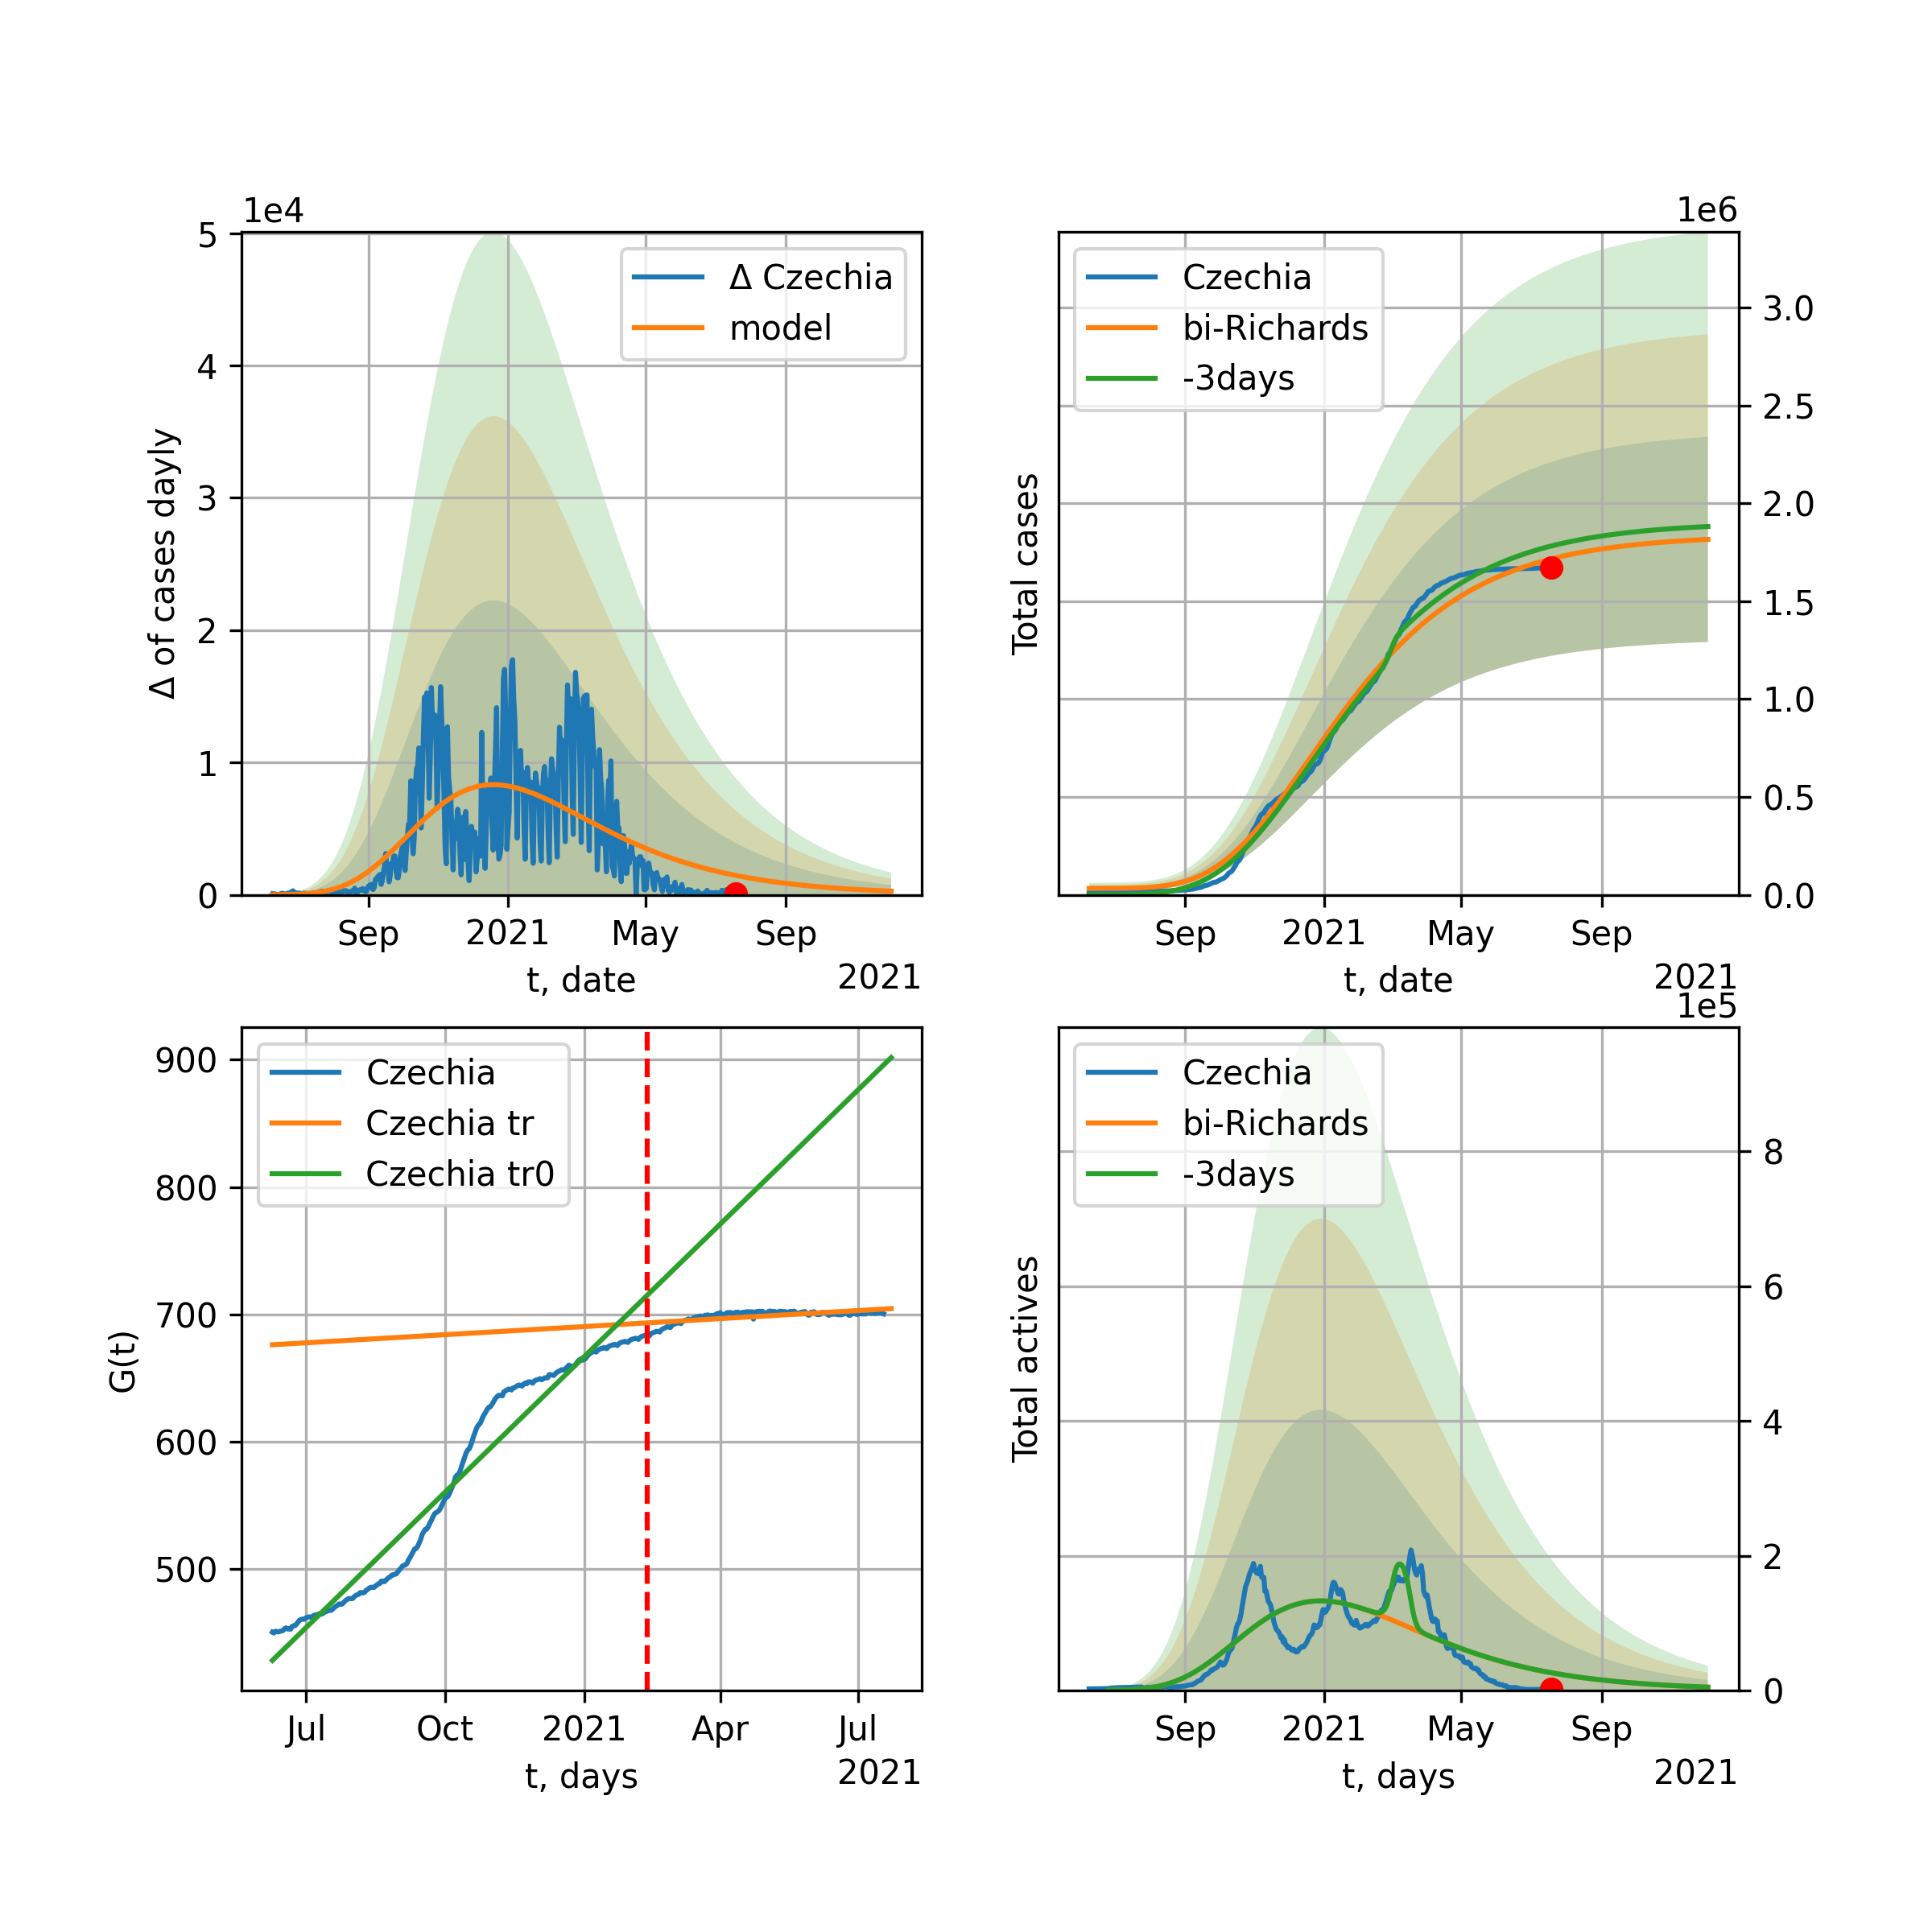 1e4
5
4
3
2
1
0
Δ of cases dayly
Δ Czechia
model
Sep
2021
May
Sep
t, date
2021
1e6
Czechia
bi-Richards
-3days
3.0
2.5
2.0
1.5
1.0
0.5
0.0
Total cases
Sep
2021
May
Sep
t, date
2021
900
800
700
600
500
G(t)
Czechia
Czechia tr
Czechia tr0
Jul
Oct
2021
Apr
Jul
t, days
2021
1e5
Czechia
bi-Richards
-3days
8
6
4
2
0
Total actives
Sep
2021
May
Sep
t, days
2021